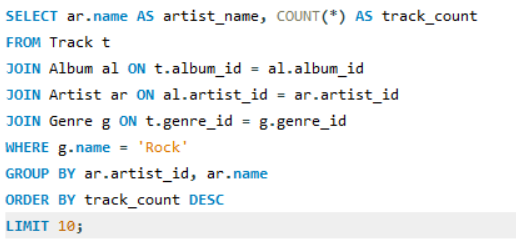 SELECT ar.name AS artist_name, COUNT(*) AS track_count
FROM Track t
JOIN Album al ON t.album_id = al.album_id
JOIN Artist ar ON al.artist_id = ar.artist_id
JOIN Genre g ON t.genre_id = g.genre_id
WHERE g.name = 'Rock'
GROUP BY ar.artist_id, ar.name
ORDER BY track_count DESC
LIMIT 10;